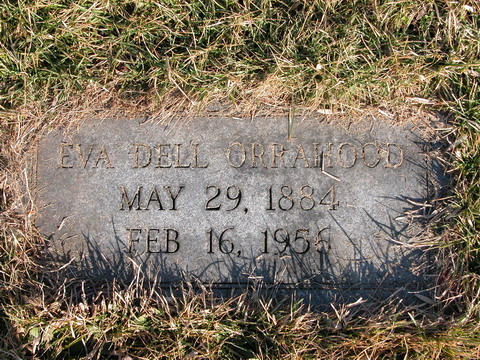 EVA DELL ORRAHOOD
MAY 29, 1884
FEB 16, 1956